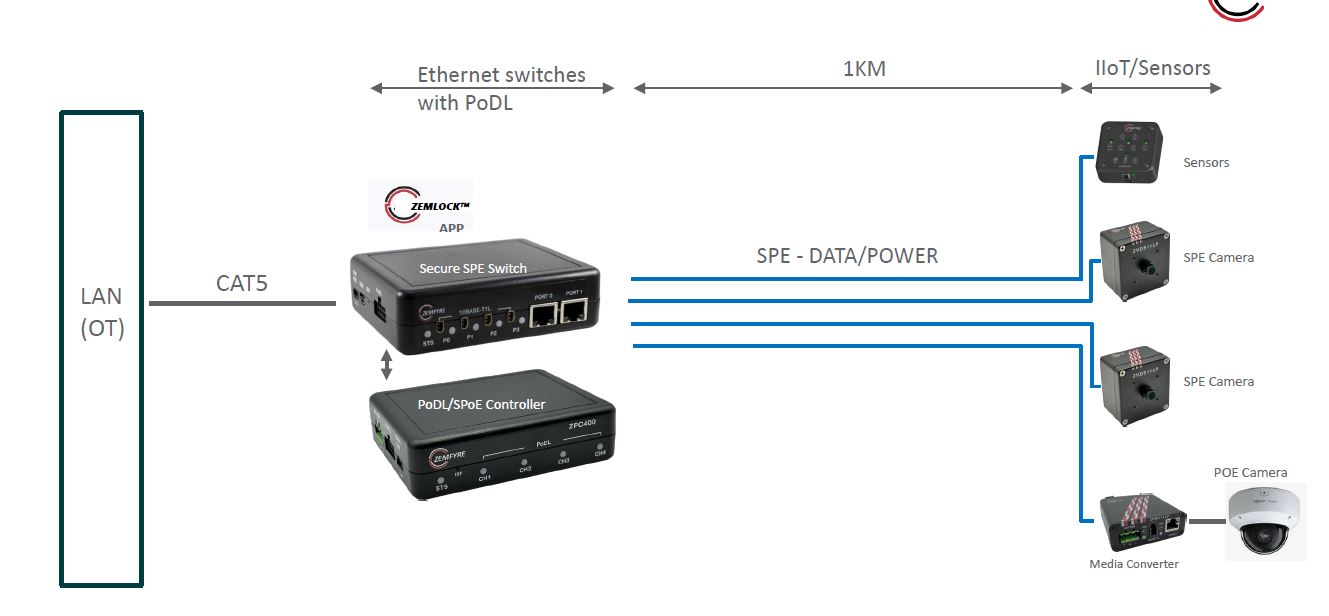 Ethernet switches
with PoDL
1KM
IIoT/Sensors
Sensors
ZEMLOCK™
APP
Secure SPE Switch
ZEMFYRE
10BASE-T1L
PORT 0
PORT 1
STS
P0
P1
P2
P3
CAT5
LAN
(OT)
SPE - DATA/POWER
2VD511LF
SPE Camera
2VD511LF
SPE Camera
PoDL/SPoE Controller
ZPC400
ZEMFYRE
PoDL
STS
CH1
CH2
CH3
CH4
POE Camera
Media Converter